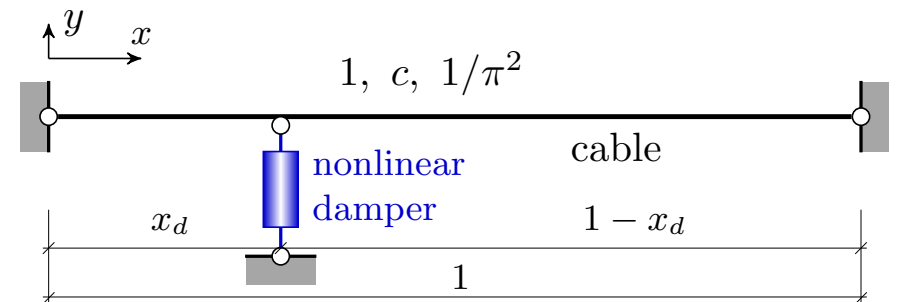 y
x
1, c, 1/π²
cable
nonlinear
damper
x_d
1 − x_d
1